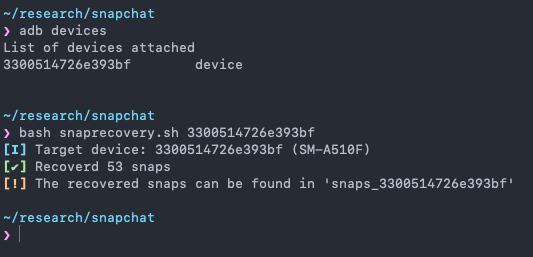 ~/research/snapchat
❯ adb devices
List of devices attached
3300514726e393bf        device
~/research/snapchat
❯ bash snaprecovery.sh 3300514726e393bf
[I] Target device: 3300514726e393bf (SM-A510F)
[✔] Recoverd 53 snaps
[!] The recovered snaps can be found in 'snaps_3300514726e393bf'
~/research/snapchat
❯